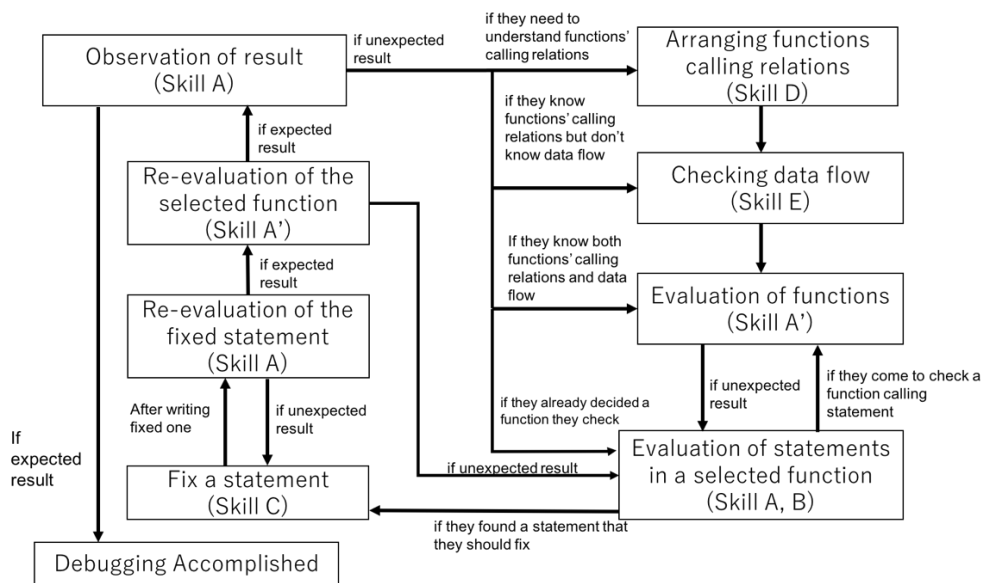 Observation of result
(Skill A)
if unexpected
result
if they need to
understand functions'
calling relations
Arranging functions
calling relations
(Skill D)
if they know
functions' calling
relations but don't
know data flow
if expected
result
Re-evaluation of the
selected function
(Skill A')
Checking data flow
(Skill E)
If they know both
functions' calling
relations and data
flow
if expected
result
Re-evaluation of the
fixed statement
(Skill A)
Evaluation of functions
(Skill A')
After writing
fixed one
if unexpected
result
if they already decided a
function they check
if unexpected
result
if they come to check a
function calling
statement
If
expected
result
Fix a statement
(Skill C)
if unexpected result
Evaluation of statements
in a selected function
(Skill A, B)
if they found a statement that
they should fix
Debugging Accomplished